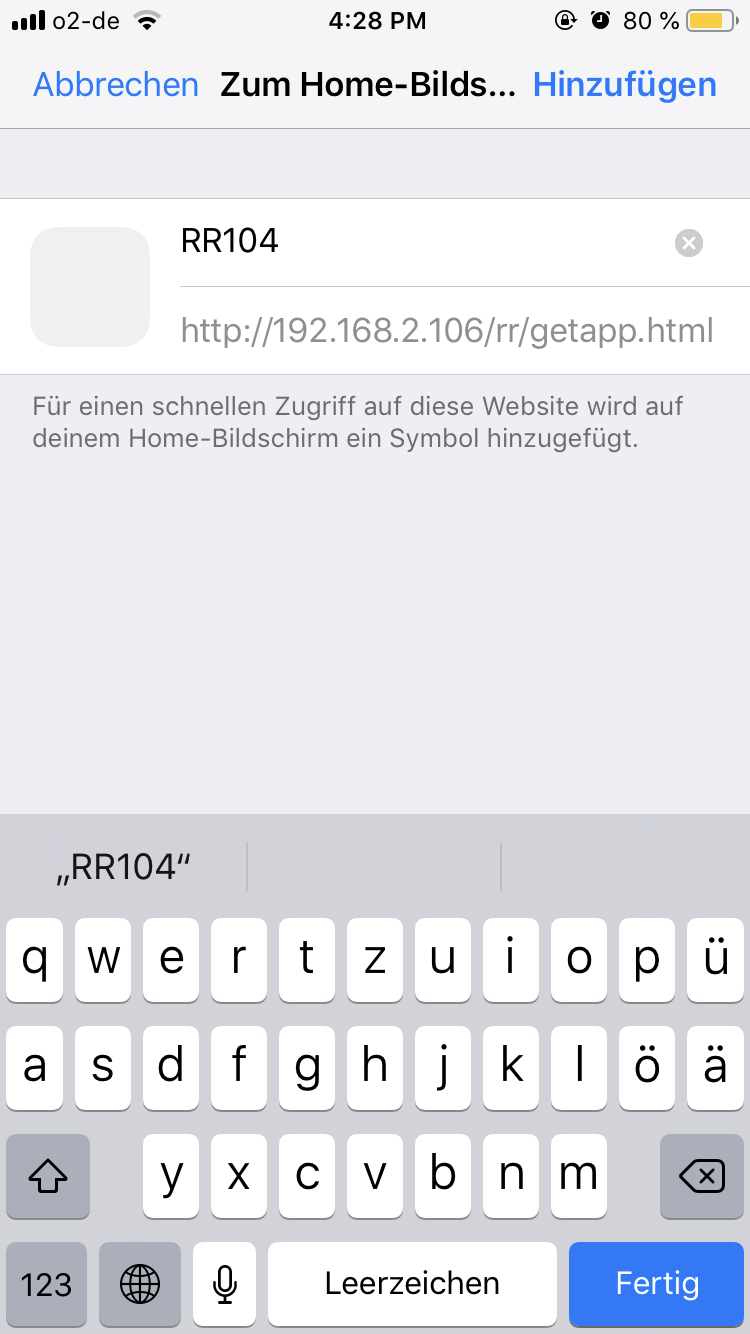 o2-de 4:28 PM 80 %
Abbrechen Zum Home-Bilds... Hinzufügen
RR104
http://192.168.2.106/rr/getapp.html
Für einen schnellen Zugriff auf diese Website wird auf
deinem Home-Bildschirm ein Symbol hinzugefügt.
„RR104“
q w e r t z u i o p ü
a s d f g h j k l ö ä
y x c v b n m
123 Leerzeichen Fertig